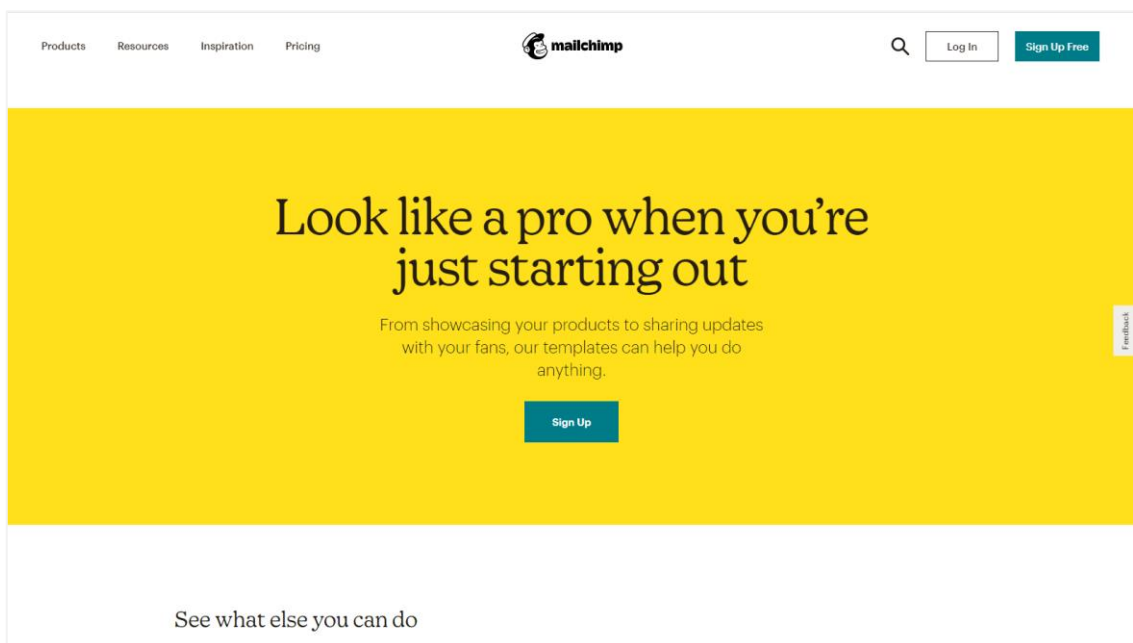 Products Resources Inspiration Pricing mailchimp Log In Sign Up Free
Look like a pro when you’re
just starting out
From showcasing your products to sharing updates
with your fans, our templates can help you do
anything.
Sign Up
Feedback
See what else you can do